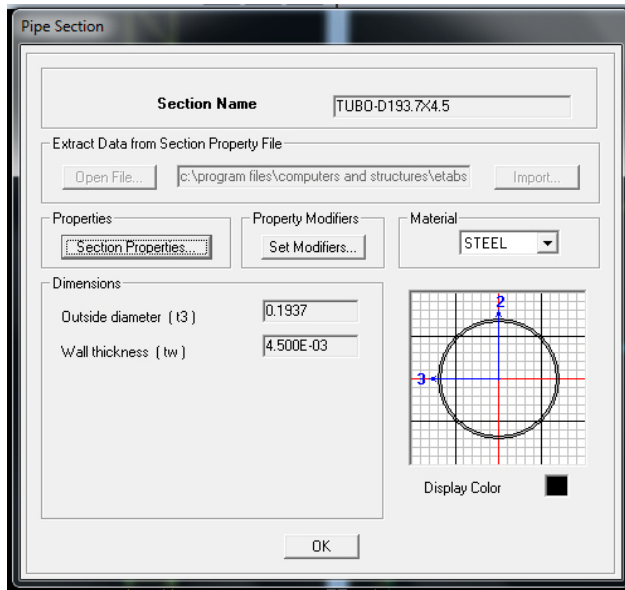 Pipe Section
Section Name TUBO-D193.7X4.5
Extract Data from Section Property File
Open File... c:\program files\computers and structures\etabs Import...
Properties Property Modifiers Material
Section Properties... Set Modifiers... STEEL
Dimensions
Outside diameter ( t3 ) 0.1937
Wall thickness ( tw ) 4.500E-03
2
3
Display Color
OK